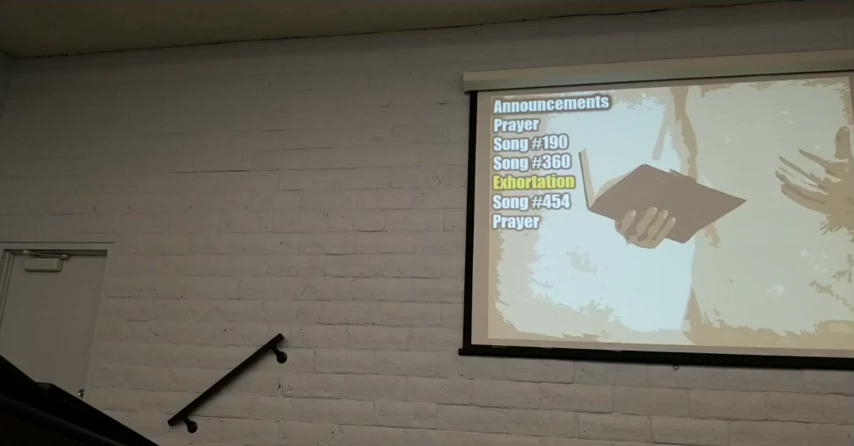 Announcements
Prayer
Song #190
Song #360
Exhortation
Song #454
Prayer